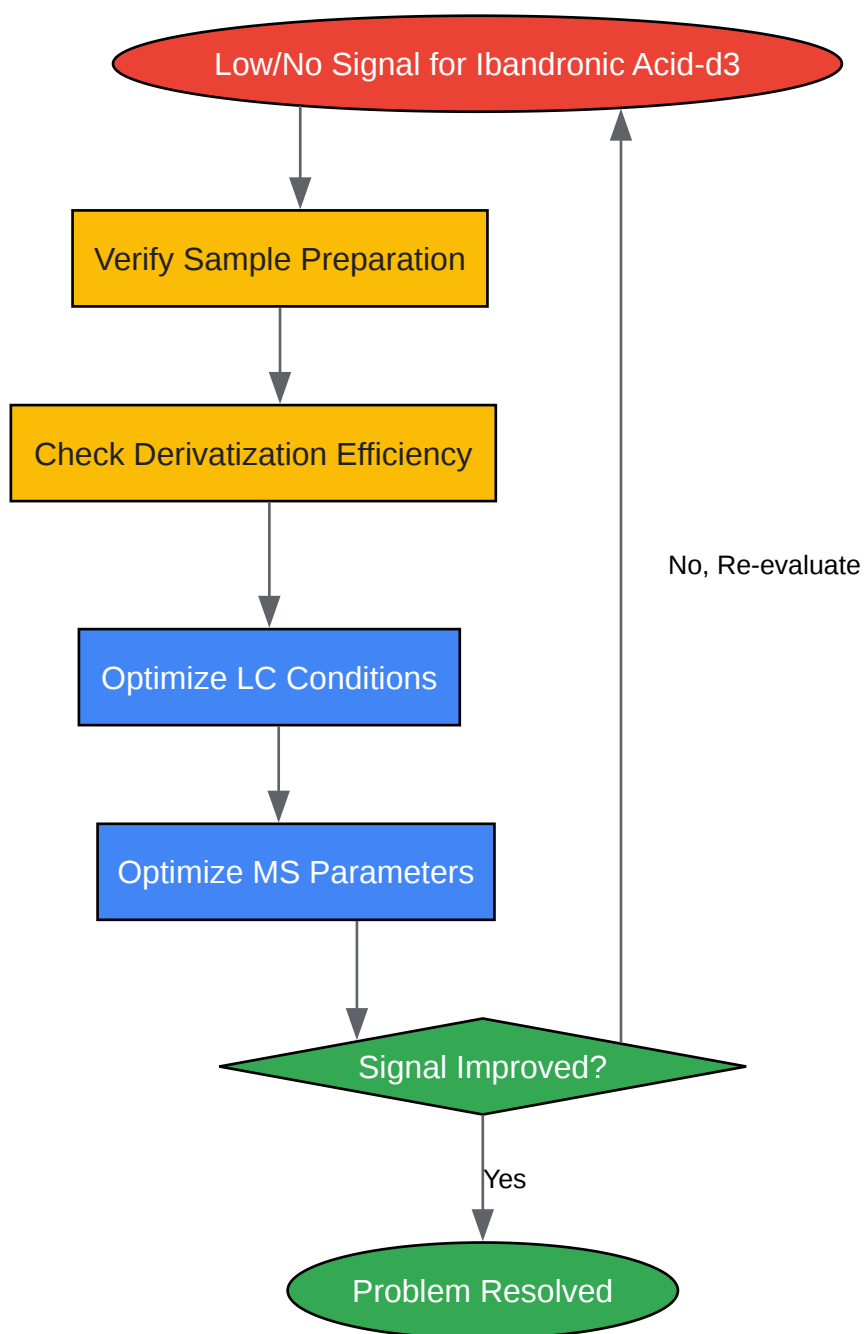 Low/No Signal for Ibandronic Acid-d3
Verify Sample Preparation
Check Derivatization Efficiency
No, Re-evaluate
Optimize LC Conditions
Optimize MS Parameters
Signal Improved?
Yes
Problem Resolved